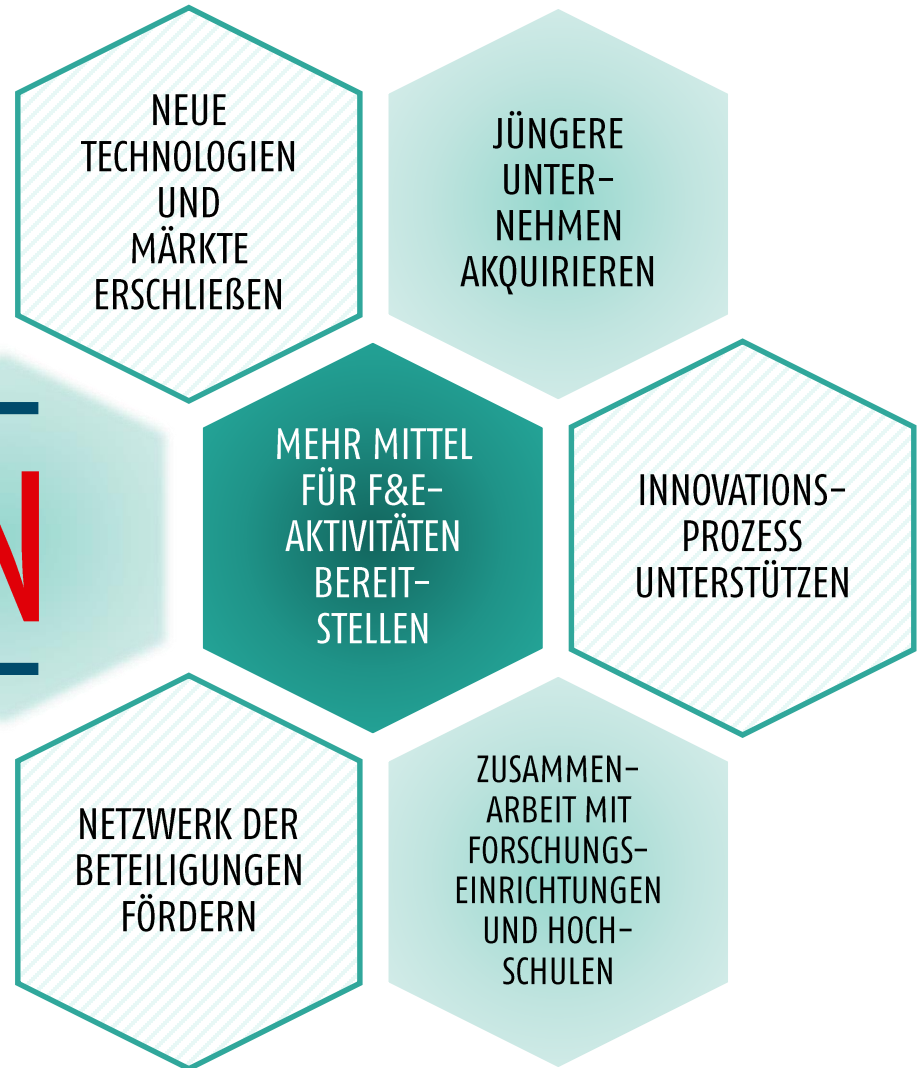 NEUE
TECHNOLOGIEN
UND
MÄRKTE
ERSCHLIEẞEN
JÜNGERE
UNTER-
NEHMEN
AKQUIRIEREN
N
MEHR MITTEL
FÜR F&E-
AKTIVITÄTEN
BEREIT-
STELLEN
INNOVATIONS-
PROZESS
UNTERSTÜTZEN
NETZWERK DER
BETEILIGUNGEN
FÖRDERN
ZUSAMMEN-
ARBEIT MIT
FORSCHUNGS-
EINRICHTUNGEN
UND HOCH-
SCHULEN